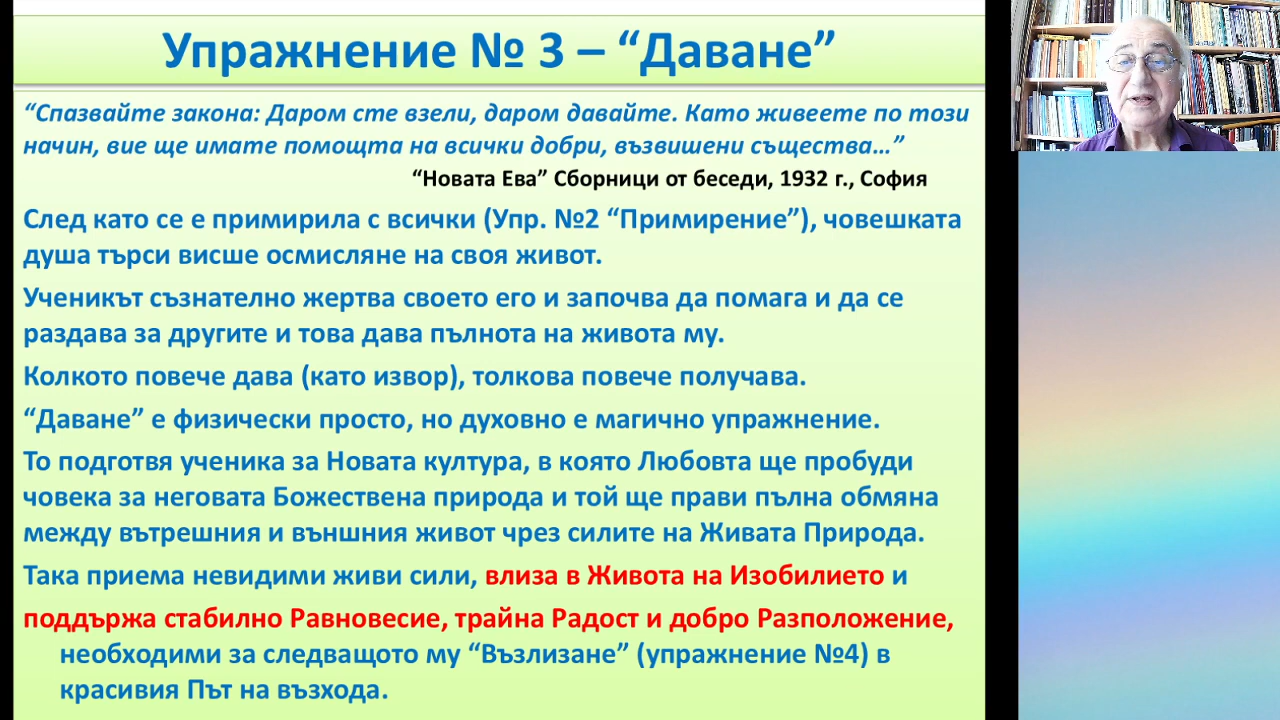 Упражнение № 3 – “Даване”
“Спазвайте закона: Даром сте взели, даром давайте. Като живеете по този
начин, вие ще имате помощта на всички добри, възвишени същества…”
“Новата Ева” Сборници от беседи, 1932 г., София
След като се е примирила с всички (Упр. №2 “Примирение”), човешката
душа търси висше осмисляне на своя живот.
Ученикът съзнателно жертва своето его и започва да помага и да се
раздава за другите и това дава пълнота на живота му.
Колкото повече дава (като извор), толкова повече получава.
“Даване” е физически просто, но духовно е магично упражнение.
То подготвя ученика за Новата култура, в която Любовта ще пробуди
човека за неговата Божествена природа и той ще прави пълна обмяна
между вътрешния и външния живот чрез силите на Живата Природа.
Така приема невидими живи сили, влиза в Живота на Изобилието и
поддържа стабилно Равновесие, трайна Радост и добро Разположение,
необходими за следващото му “Възлизане” (упражнение №4) в
красивия Път на възхода.